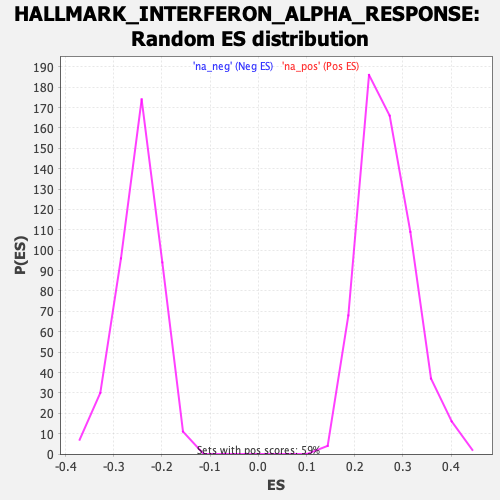 HALLMARK_INTERFERON_ALPHA_RESPONSE:
Random ES distribution
'na_neg' (Neg ES) 'na_pos' (Pos ES)
190
180
170
160
150
140
130
120
110
100
90
80
70
60
50
40
30
20
10
0
P(ES)
Sets with pos scores: 59%
-0.4 -0.3 -0.2 -0.1 0.0 0.1 0.2 0.3 0.4
ES